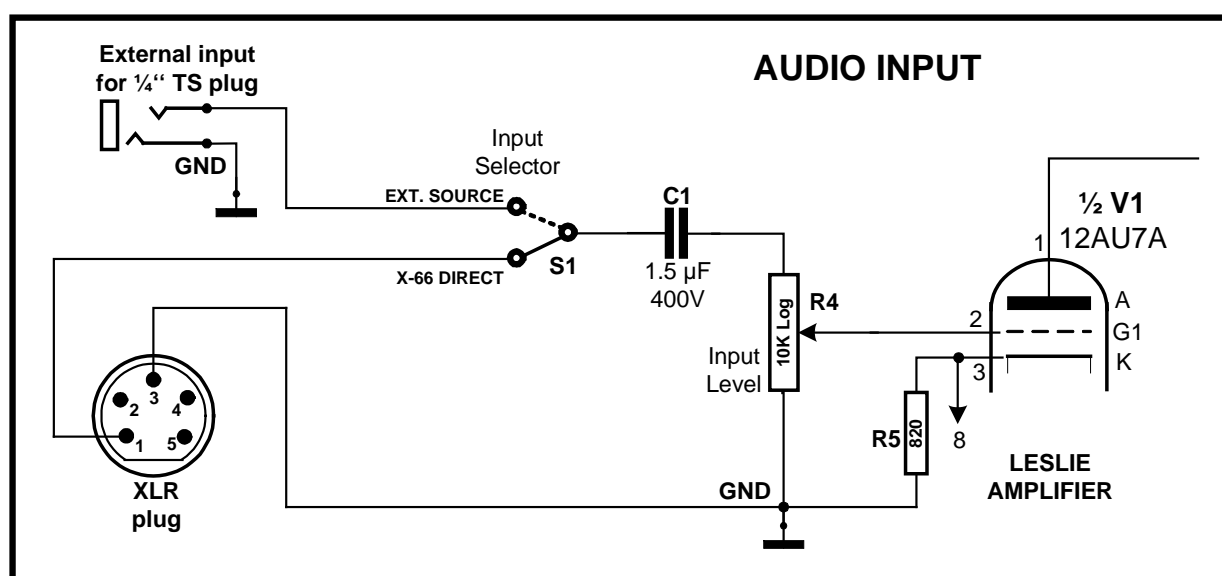 External input
for ¼“ TS plug
GND
AUDIO INPUT
Input
Selector
EXT. SOURCE
X-66 DIRECT
S1
C1
1.5 µF
400V
10K Log
R4
Input
Level
½ V1
12AU7A
1
2
3
A
G1
K
8
R5
820
LESLIE
AMPLIFIER
GND
1
2
3
4
5
XLR
plug